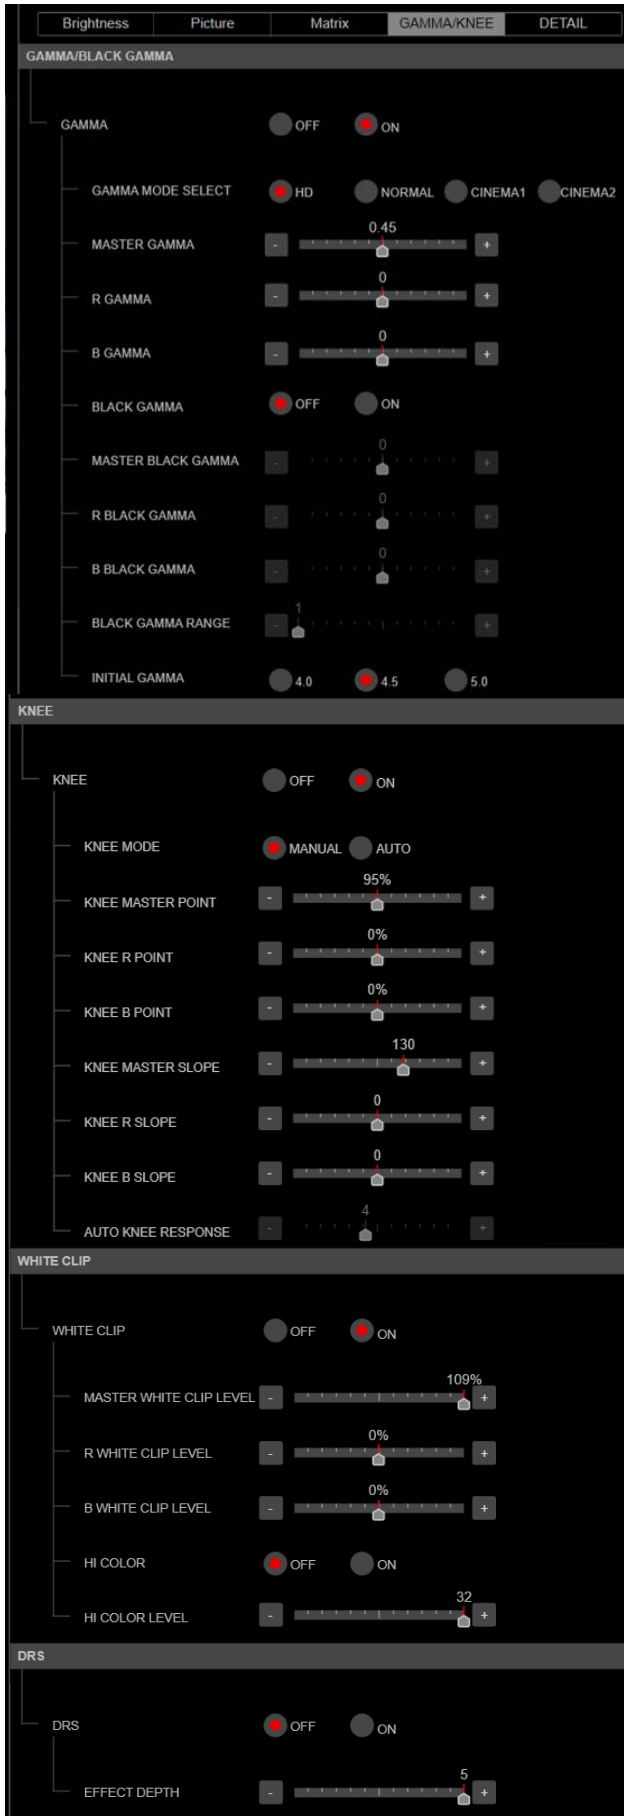 Brightness Picture Matrix GAMMA/KNEE DETAIL
GAMMA/BLACK GAMMA
GAMMA OFF ON
GAMMA MODE SELECT HD NORMAL CINEMA1 CINEMA2
0.45
MASTER GAMMA - +
0
R GAMMA - +
0
B GAMMA - +
BLACK GAMMA OFF ON
0
MASTER BLACK GAMMA - +
0
R BLACK GAMMA - +
0
B BLACK GAMMA - +
1
BLACK GAMMA RANGE - +
INITIAL GAMMA 4.0 4.5 5.0
KNEE
KNEE OFF ON
KNEE MODE MANUAL AUTO
95%
KNEE MASTER POINT - +
0%
KNEE R POINT - +
0%
KNEE B POINT - +
130
KNEE MASTER SLOPE - +
0
KNEE R SLOPE - +
0
KNEE B SLOPE - +
4
AUTO KNEE RESPONSE - +
WHITE CLIP
WHITE CLIP OFF ON
109%
MASTER WHITE CLIP LEVEL - +
0%
R WHITE CLIP LEVEL - +
0%
B WHITE CLIP LEVEL - +
HI COLOR OFF ON
32
HI COLOR LEVEL - +
DRS
DRS OFF ON
5
EFFECT DEPTH - +